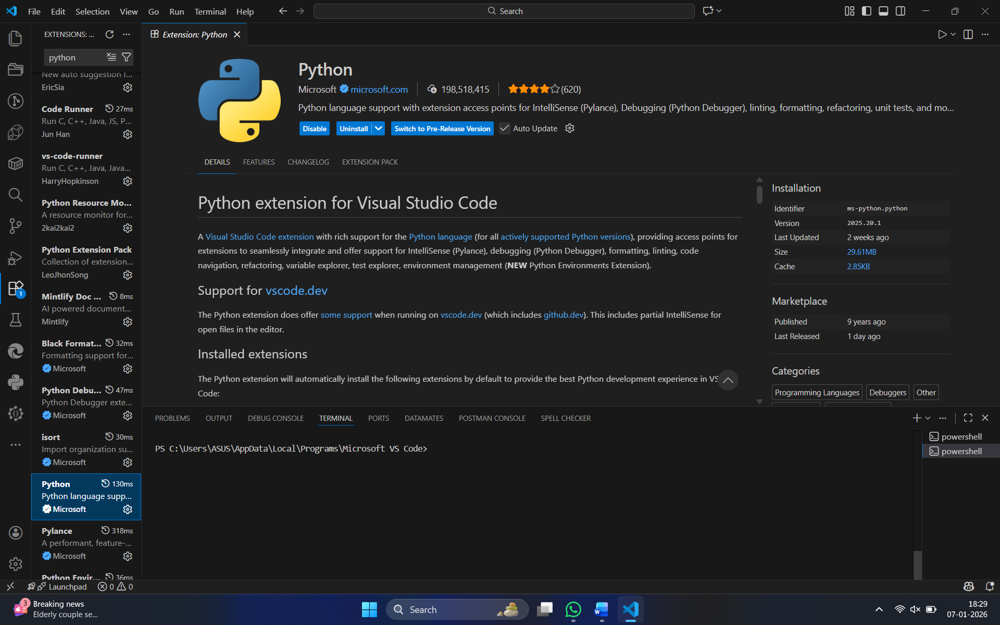 File Edit Selection View Go Run Terminal Help
Search
EXTENSIONS: ...
Extension: Python
python
New auto suggestion f...
EricSia
Code Runner 27ms
Run C, C++, Java, JS, P...
Jun Han
vs-code-runner
Run C, C++, Java, Java...
HarryHopkinson
Python Resource Mo...
A resource monitor for...
2kai2kai2
Python Extension Pack
Collection of extension...
LeoJhonSong
Mintlify Doc ... 8ms
AI powered document...
Mintlify
Black Format... 32ms
Formatting support for...
Microsoft
Python Debu... 47ms
Python Debugger exte...
Microsoft
isort 30ms
Import organization su...
Microsoft
Python 130ms
Python language supp...
Microsoft
Pylance 318ms
A performant, feature-...
Microsoft
Python Envir... 36ms
1
Python
Microsoft microsoft.com 198,518,415 (620)
Python language support with extension access points for IntelliSense (Pylance), Debugging (Python Debugger), linting, formatting, refactoring, unit tests, and mo...
Disable Uninstall Switch to Pre-Release Version Auto Update
DETAILS FEATURES CHANGELOG EXTENSION PACK
Python extension for Visual Studio Code
A Visual Studio Code extension with rich support for the Python language (for all actively supported Python versions), providing access points for
extensions to seamlessly integrate and offer support for IntelliSense (Pylance), debugging (Python Debugger), formatting, linting, code
navigation, refactoring, variable explorer, test explorer, environment management (NEW Python Environments Extension).
Support for vscode.dev
The Python extension does offer some support when running on vscode.dev (which includes github.dev). This includes partial IntelliSense for
open files in the editor.
Installed extensions
The Python extension will automatically install the following extensions by default to provide the best Python development experience in VS
Code:
Installation
Identifier ms-python.python
Version 2025.20.1
Last Updated 2 weeks ago
Size 29.61MB
Cache 2.85KB
Marketplace
Published 9 years ago
Last Released 1 day ago
Categories
Programming Languages Debuggers Other
PROBLEMS OUTPUT DEBUG CONSOLE TERMINAL PORTS DATAMATES POSTMAN CONSOLE SPELL CHECKER
PS C:\Users\ASUS\AppData\Local\Programs\Microsoft VS Code>
powershell
powershell
Launchpad 0 0
3
Breaking news
Elderly couple se...
Search
W
18:29
07-01-2026